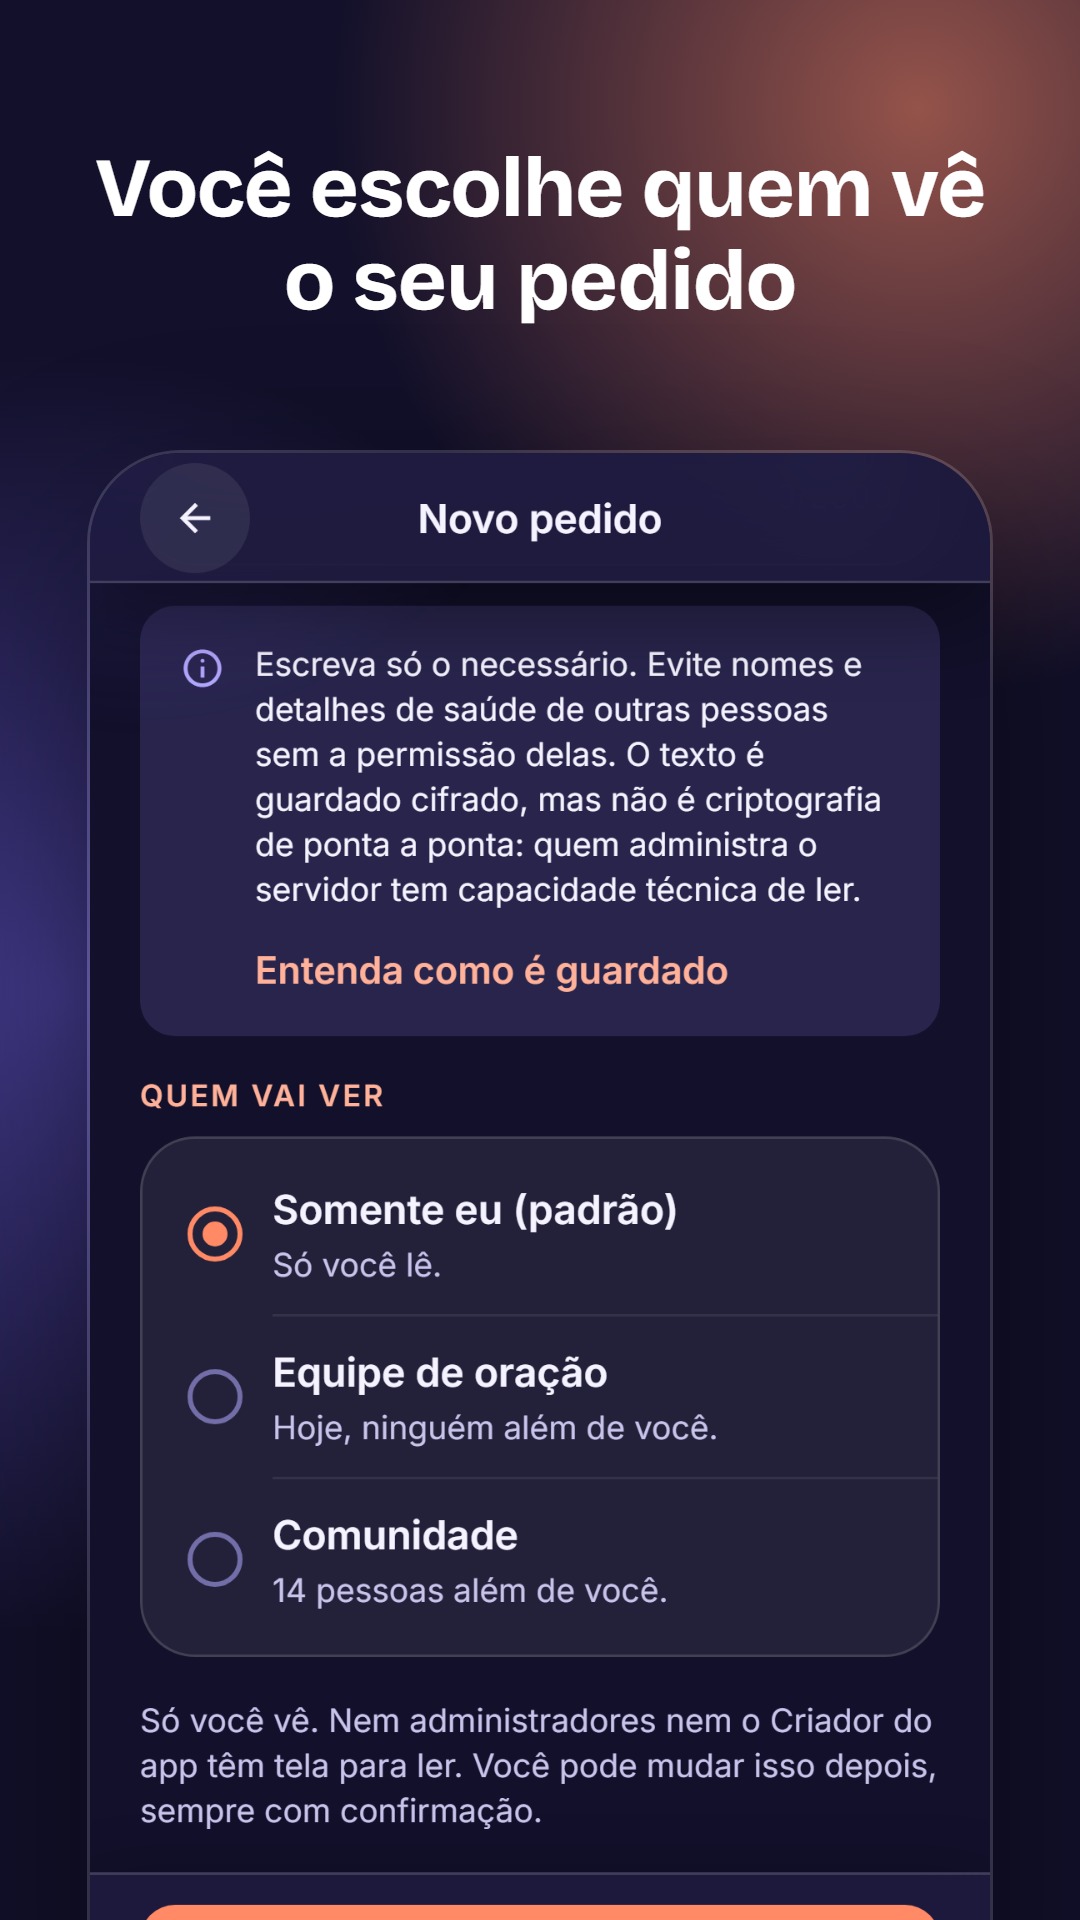 Você escolhe quem vê
o seu pedido
Novo pedido
Escreva só o necessário. Evite nomes e
detalhes de saúde de outras pessoas
sem a permissão delas. O texto é
guardado cifrado, mas não é criptografia
de ponta a ponta: quem administra o
servidor tem capacidade técnica de ler.
Entenda como é guardado
QUEM VAI VER
Somente eu (padrão)
Só você lê.
Equipe de oração
Hoje, ninguém além de você.
Comunidade
14 pessoas além de você.
Só você vê. Nem administradores nem o Criador do
app têm tela para ler. Você pode mudar isso depois,
sempre com confirmação.